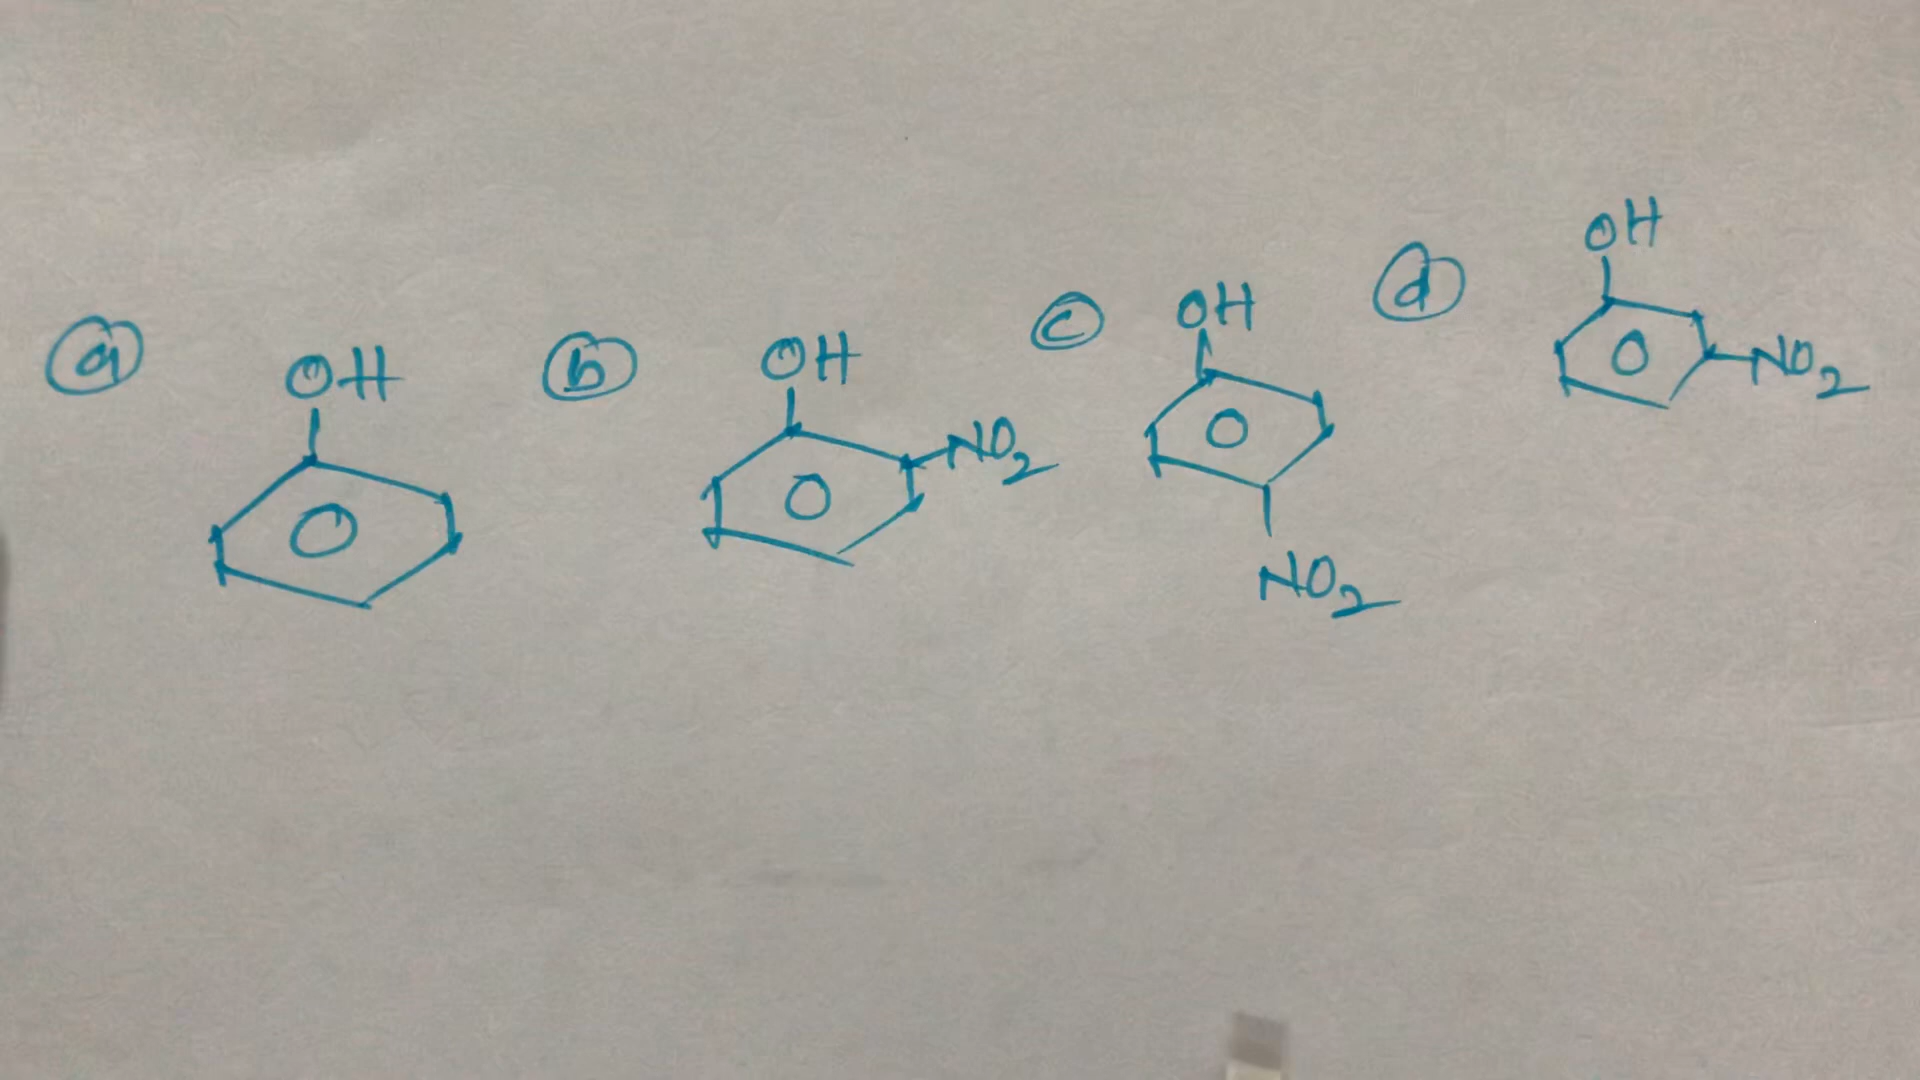 ⓐ OH
ⓑ OH
NO₂
ⓒ OH
NO₂
ⓓ OH
NO₂